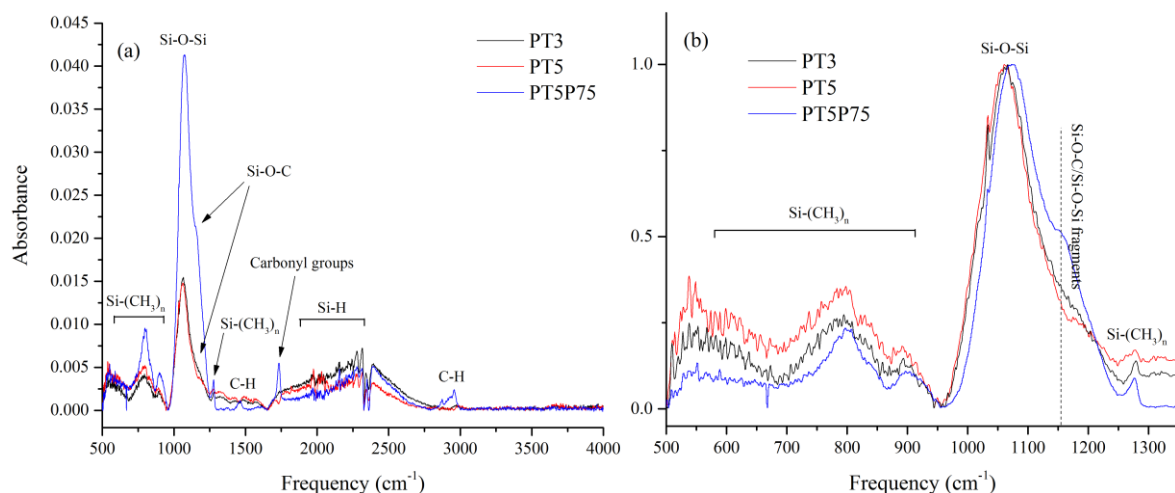 (a)
Si-O-Si
PT3
PT5
PT5P75
Si-O-C
Carbonyl groups
Si-(CH₃)ₙ
Si-(CH₃)ₙ
Si-H
C-H
C-H
Absorbance
0.045
0.040
0.035
0.030
0.025
0.020
0.015
0.010
0.005
0.000
500 1000 1500 2000 2500 3000 3500 4000
Frequency (cm⁻¹)
(b)
Si-O-Si
PT3
PT5
PT5P75
Si-(CH₃)ₙ
Si-O-C/Si-O-Si fragments
Si-(CH₃)ₙ
1.0
0.5
0.0
500 600 700 800 900 1000 1100 1200 1300
Frequency (cm⁻¹)